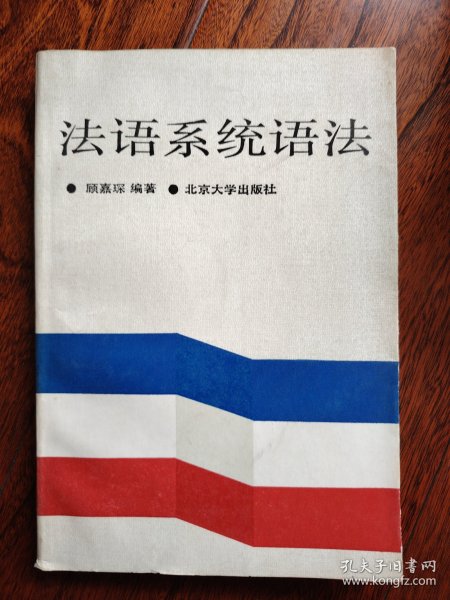 法语系统语法
● 顾嘉琛 编著 ● 北京大学出版社
孔夫子旧书网
www.kongfz.com